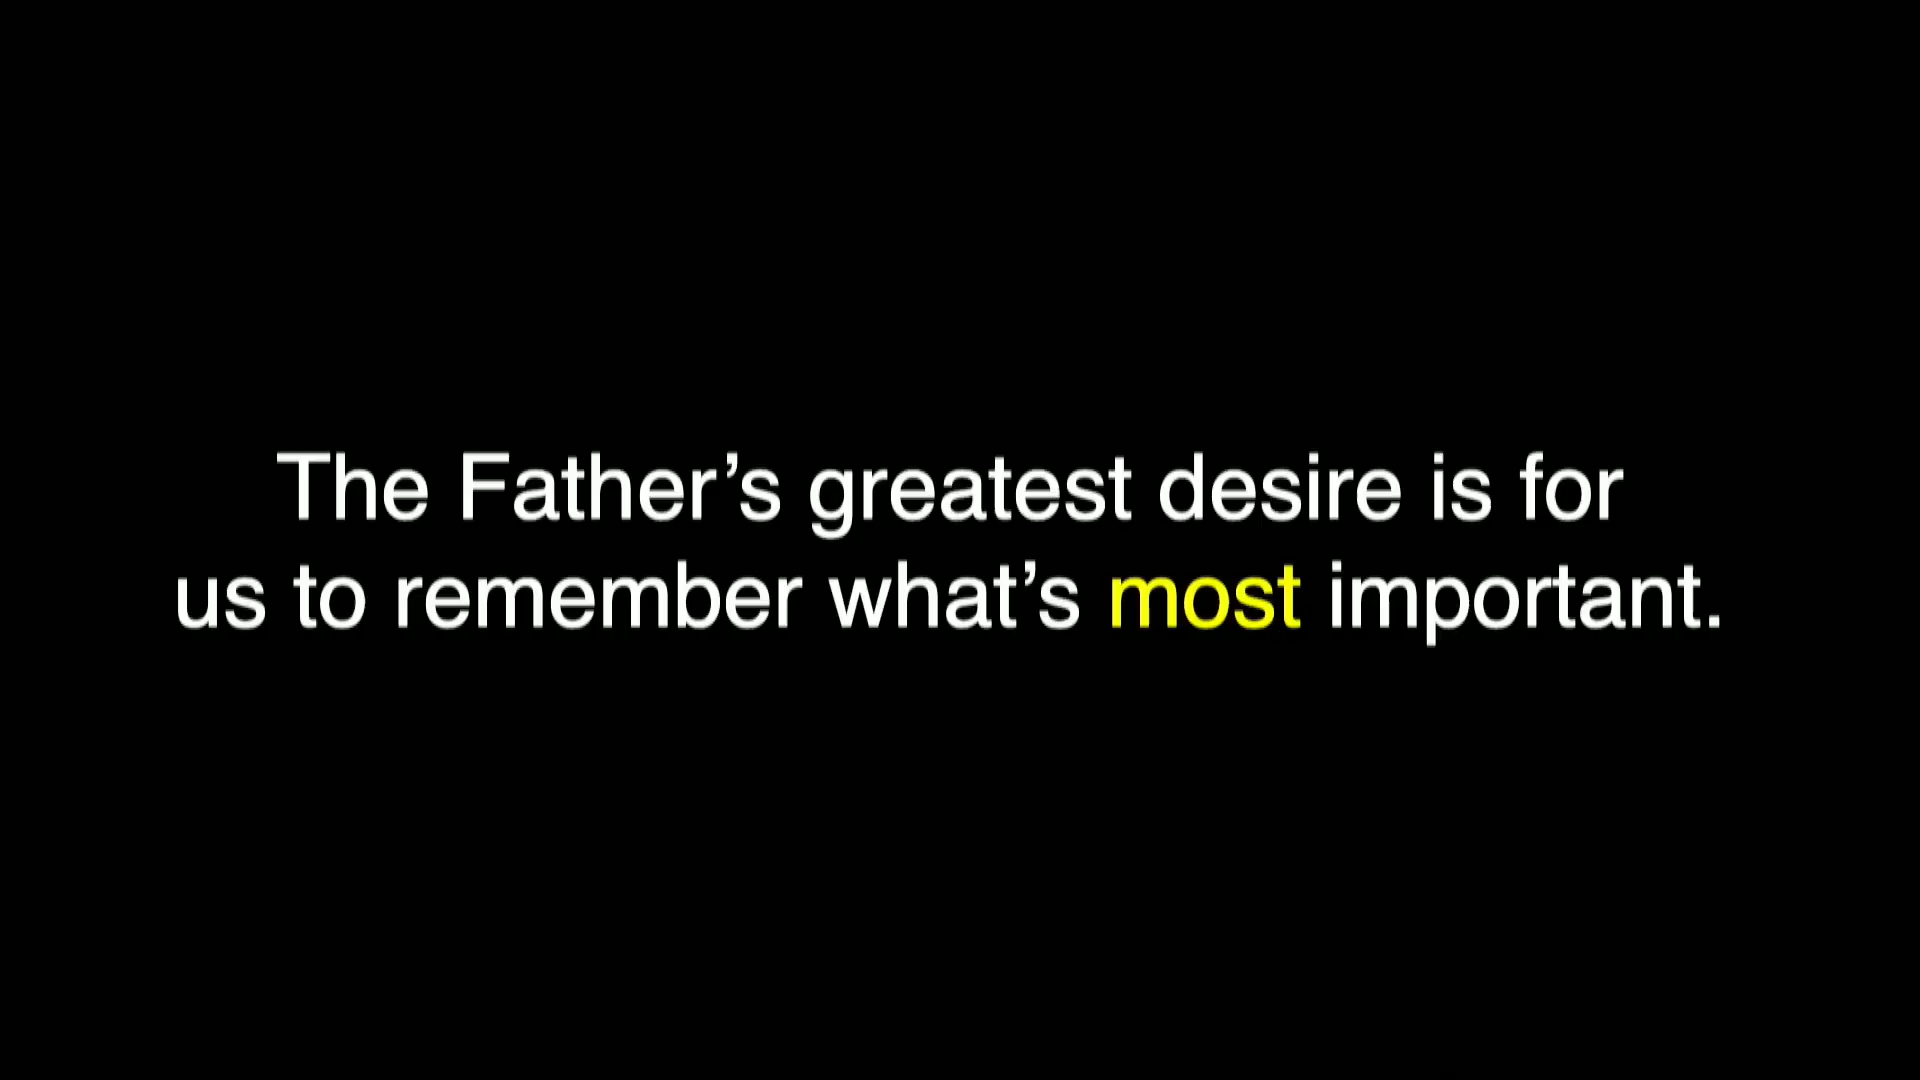 The Father’s greatest desire is for
us to remember what’s most important.